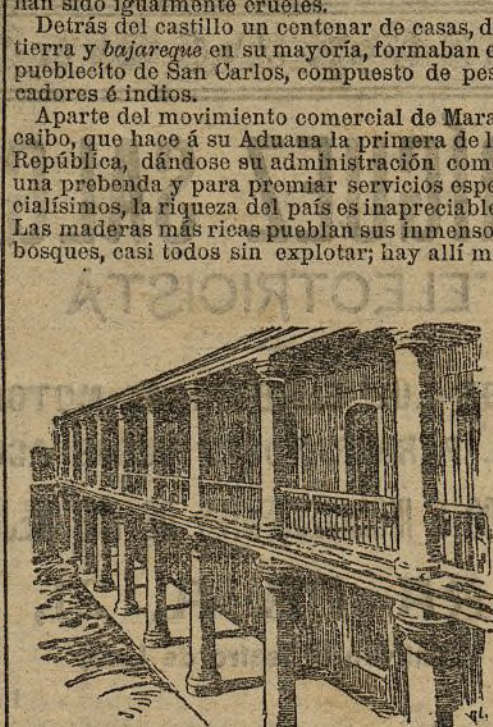 han sido igualmente crueles.
Detrás del castillo un centenar de casas, d
tierra y bajareque en su mayoría, formaban e
pueblecito de San Carlos, compuesto de pes
cadores é indios.
Aparte del movimiento comercial de Mara
caibo, que hace á su Aduana la primera de l
República, dándose su administración com
una prebenda y para premiar servicios espe
cialísimos, la riqueza del país es inapreciable
Las maderas más ricas pueblan sus inmenso
bosques, casi todos sin explotar; hay allí m
ELECTRICISTA